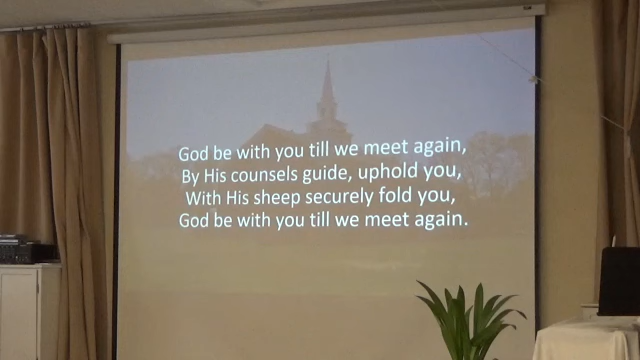 God be with you till we meet again,
By His counsels guide, uphold you,
With His sheep securely fold you,
God be with you till we meet again.